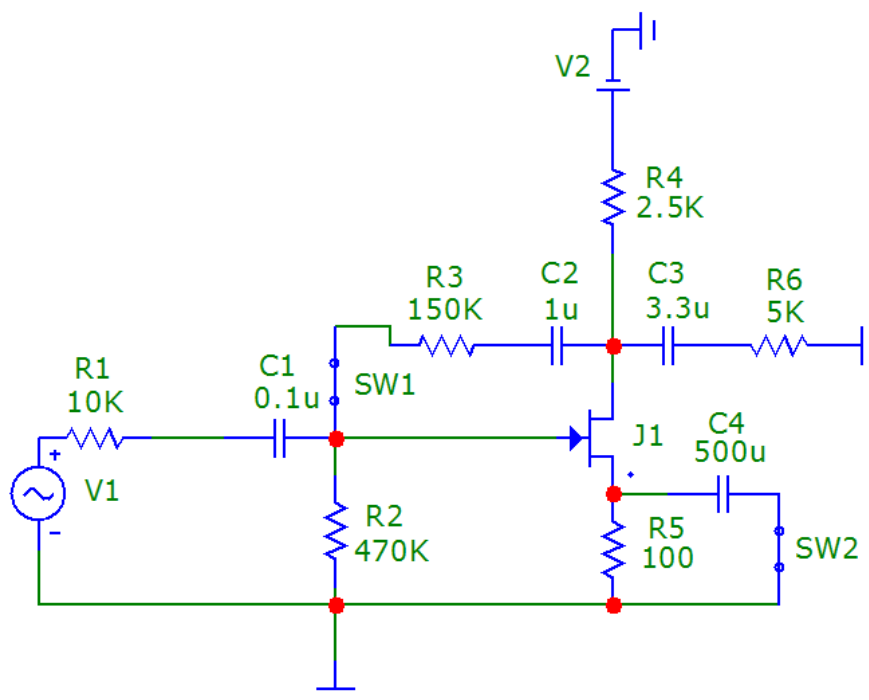 V2
R4
2.5K
R3
150K
C2
1u
C3
3.3u
R6
5K
R1
10K
C1
0.1u
SW1
J1
C4
500u
+
V1
-
R2
470K
R5
100
SW2